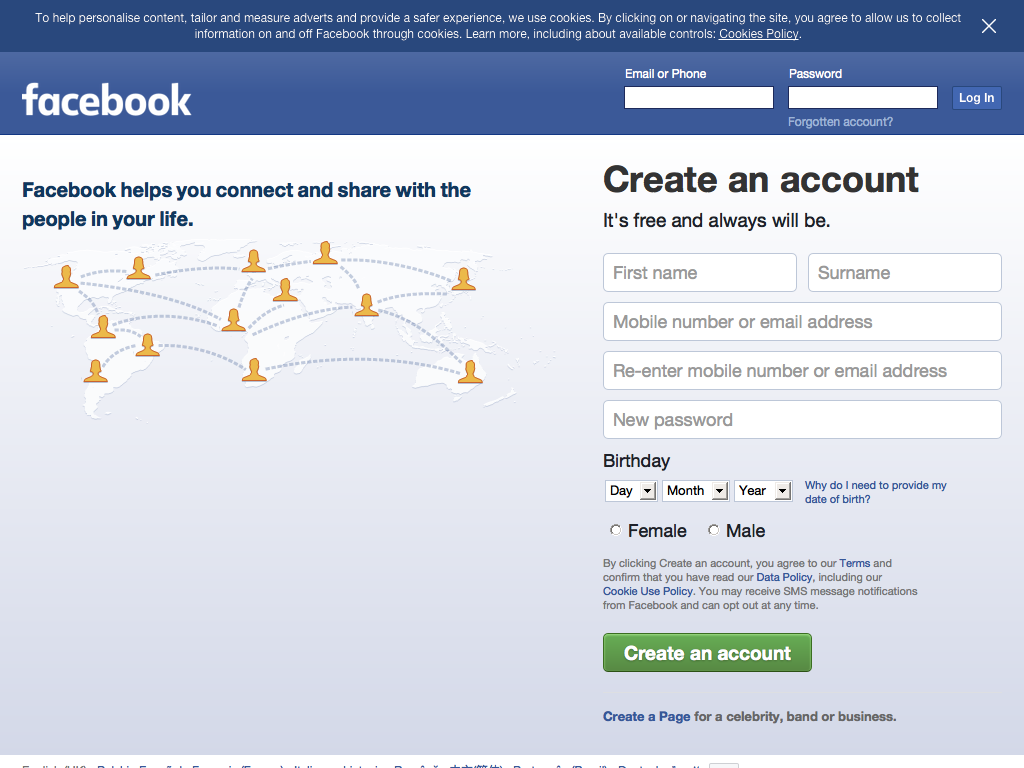 To help personalise content, tailor and measure adverts and provide a safer experience, we use cookies. By clicking on or navigating the site, you agree to allow us to collect
information on and off Facebook through cookies. Learn more, including about available controls: Cookies Policy.
facebook
Email or Phone
Password
Log In
Forgotten account?
Facebook helps you connect and share with the
people in your life.
Create an account
It's free and always will be.
First name
Surname
Mobile number or email address
Re-enter mobile number or email address
New password
Birthday
Day
Month
Year
Why do I need to provide my
date of birth?
Female
Male
By clicking Create an account, you agree to our Terms and
confirm that you have read our Data Policy, including our
Cookie Use Policy. You may receive SMS message notifications
from Facebook and can opt out at any time.
Create an account
Create a Page for a celebrity, band or business.